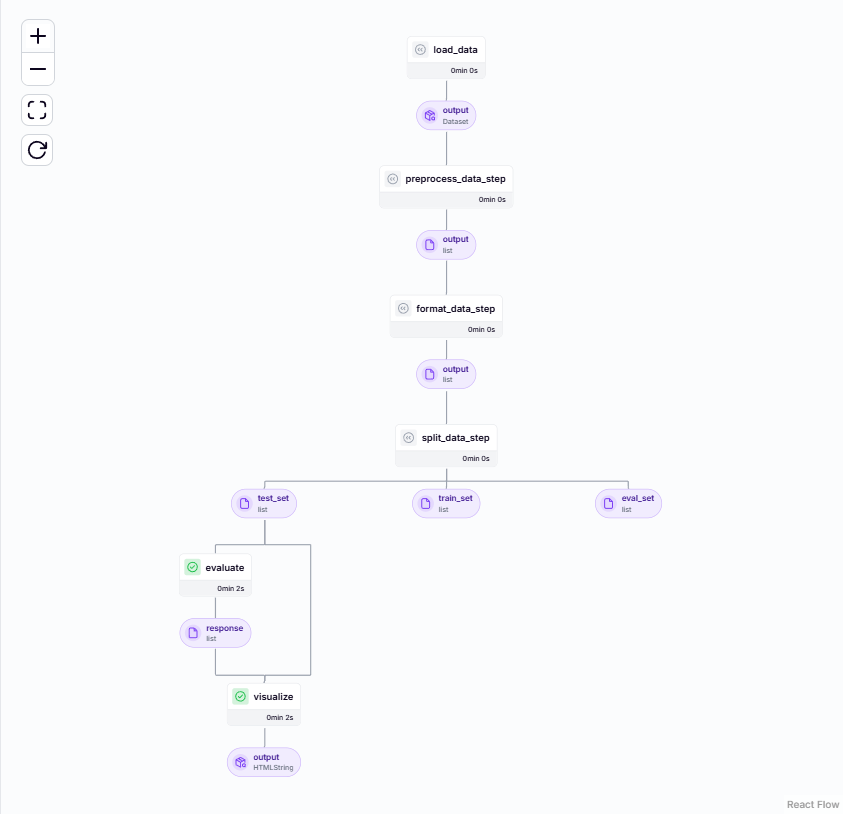 load_data
0min 0s
output
Dataset
preprocess_data_step
0min 0s
output
list
format_data_step
0min 0s
output
list
split_data_step
0min 0s
test_set
list
train_set
list
eval_set
list
evaluate
0min 2s
response
list
visualize
0min 2s
output
HTMLString
React Flow